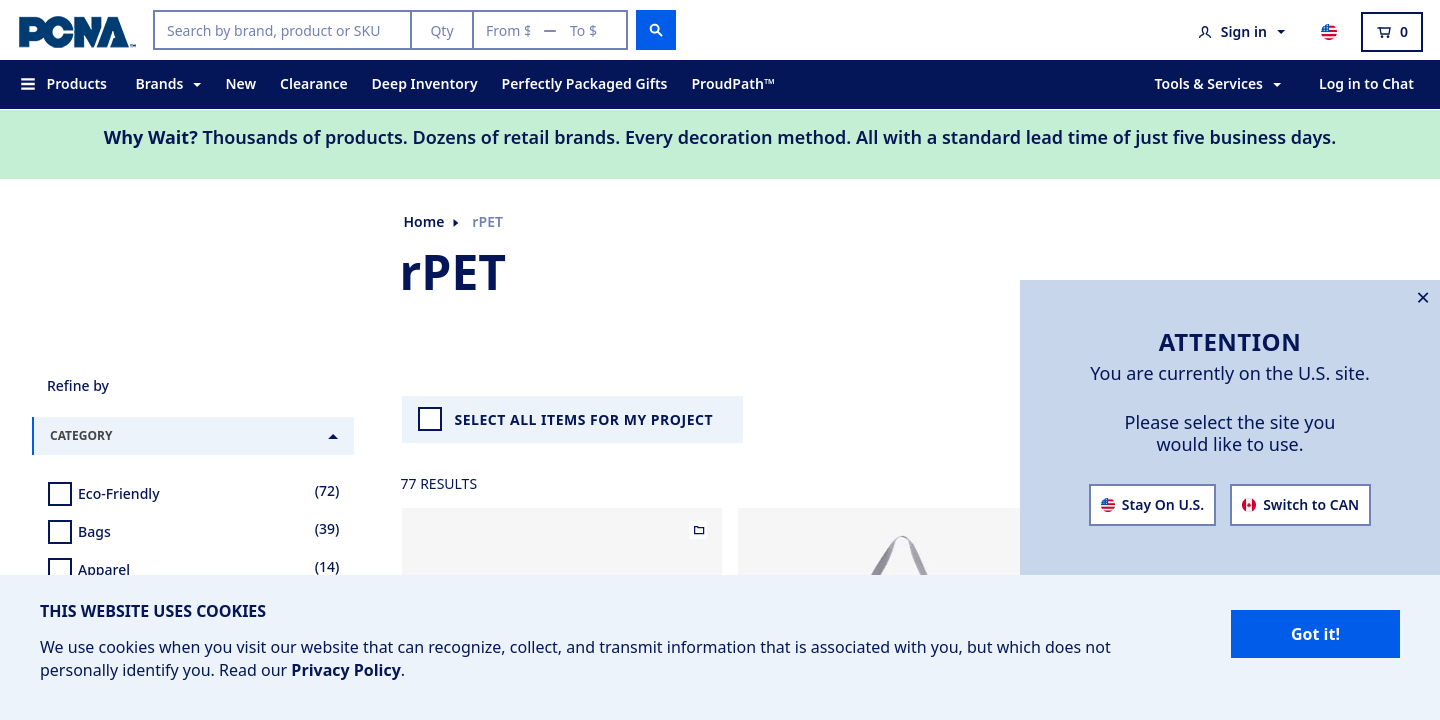 PCNA™
Search by brand, product or SKU
Qty
From $ — To $
Sign in
0
Products
Brands
New
Clearance
Deep Inventory
Perfectly Packaged Gifts
ProudPath™
Tools & Services
Log in to Chat
Why Wait? Thousands of products. Dozens of retail brands. Every decoration method. All with a standard lead time of just five business days.
Home
rPET
rPET
Refine by
CATEGORY
Eco-Friendly (72)
Bags (39)
Apparel (14)
SELECT ALL ITEMS FOR MY PROJECT
77 RESULTS
✕
ATTENTION
You are currently on the U.S. site.
Please select the site you
would like to use.
Stay On U.S.
Switch to CAN
THIS WEBSITE USES COOKIES
We use cookies when you visit our website that can recognize, collect, and transmit information that is associated with you, but which does not
personally identify you. Read our Privacy Policy.
Got it!